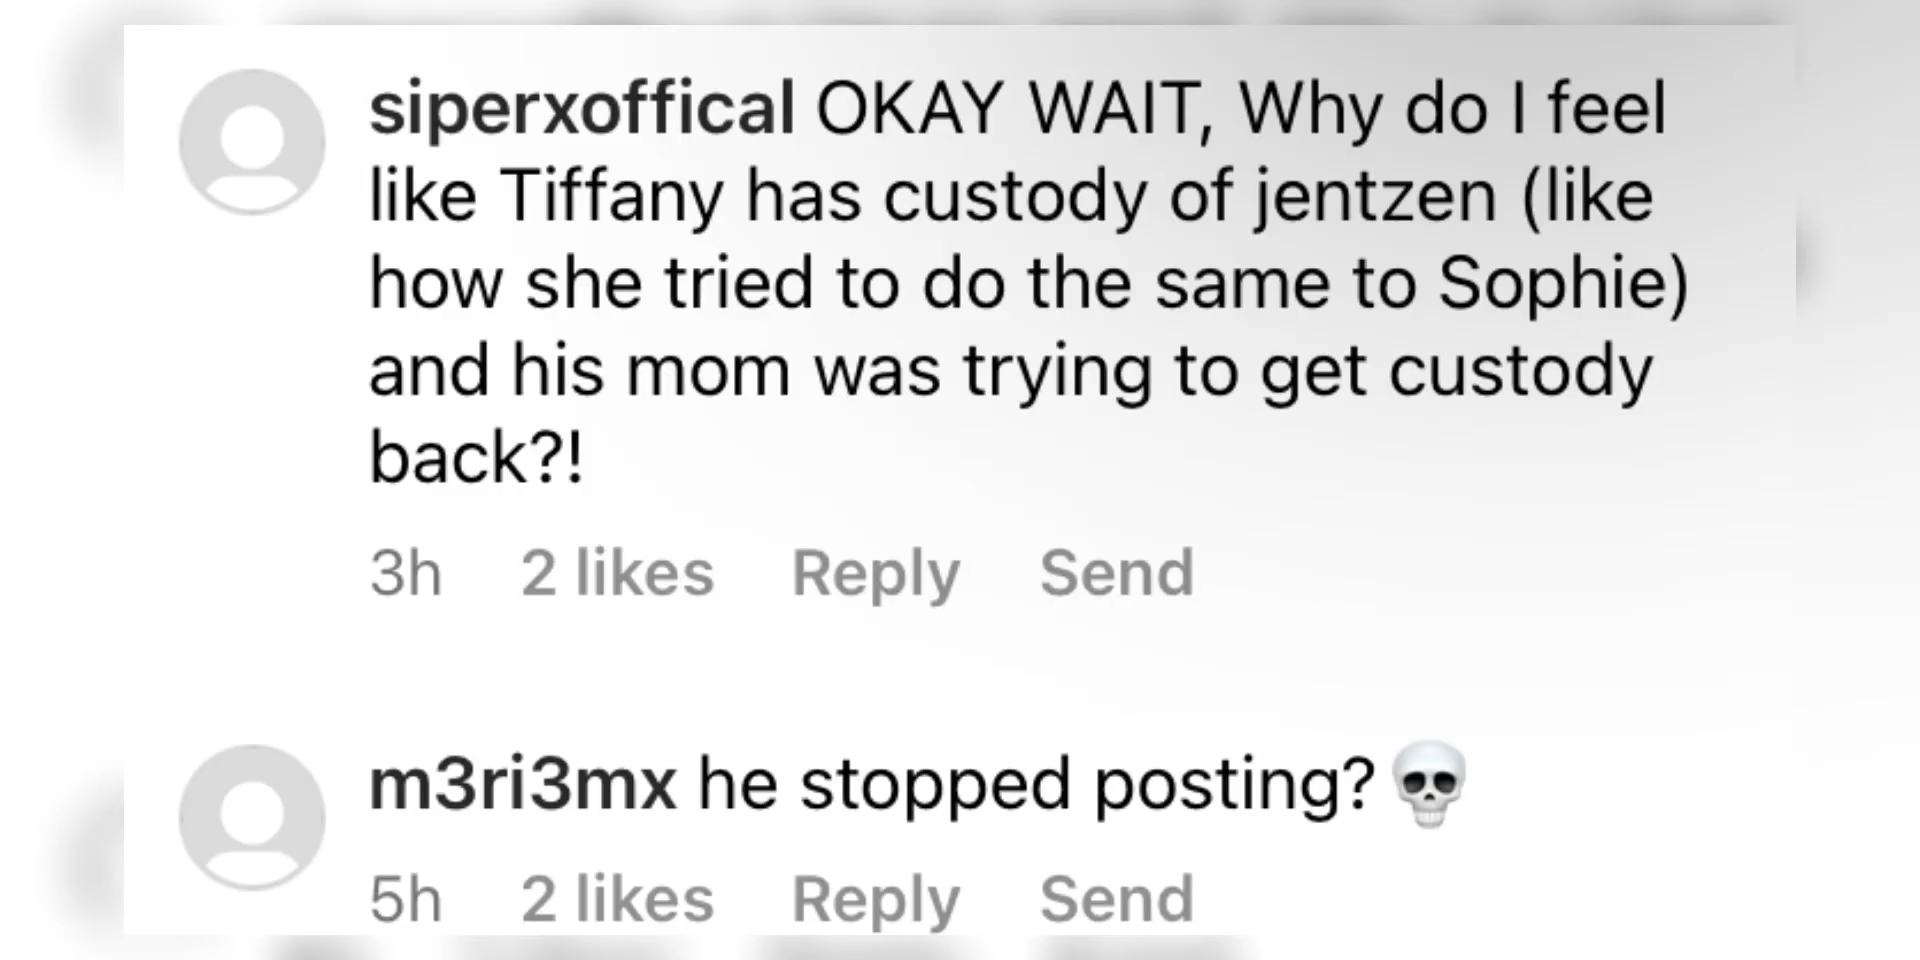 siperxoffical OKAY WAIT, Why do I feel
like Tiffany has custody of jentzen (like
how she tried to do the same to Sophie)
and his mom was trying to get custody
back?!
3h 2 likes Reply Send
m3ri3mx he stopped posting?💀
5h 2 likes Reply Send